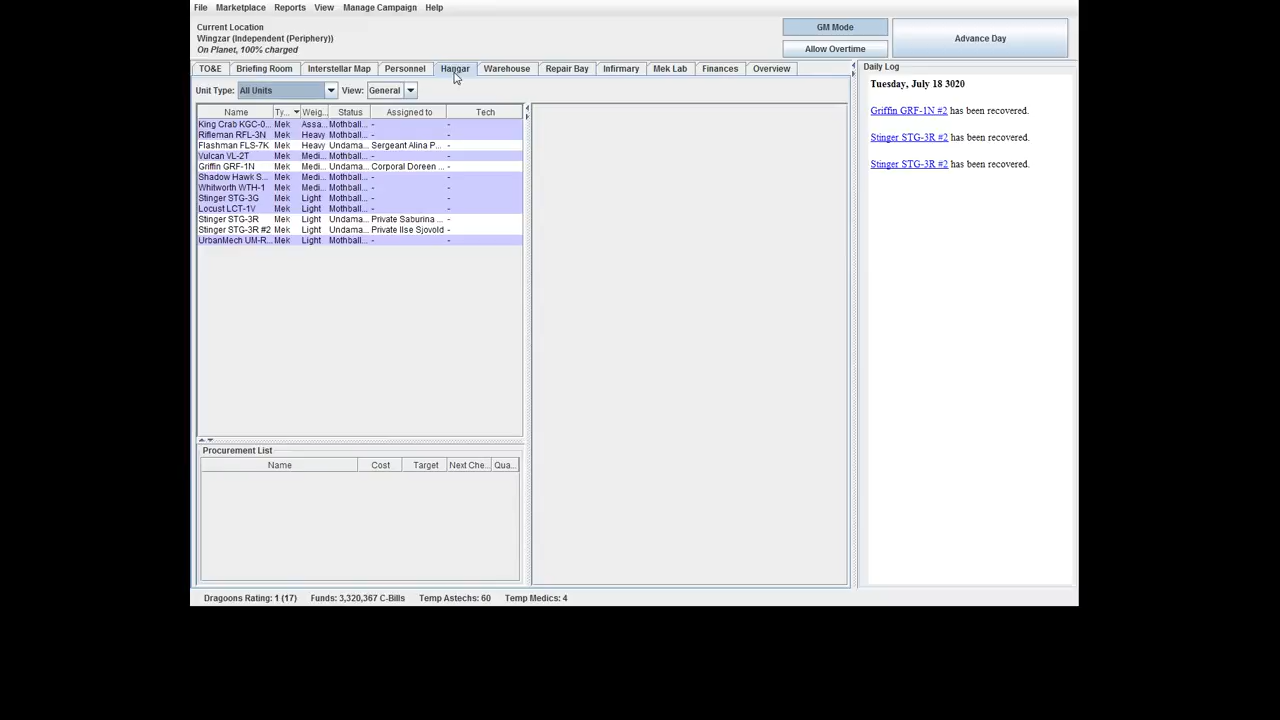 File Marketplace Reports View Manage Campaign Help
Current Location
Wingzar (Independent (Periphery))
On Planet, 100% charged
GM Mode
Allow Overtime
Advance Day
TO&E Briefing Room Interstellar Map Personnel Hangar Warehouse Repair Bay Infirmary Mek Lab Finances Overview
Unit Type: All Units View: General
Name Ty... Weig... Status Assigned to Tech
King Crab KGC-0... Mek Assa... Mothball... - -
Rifleman RFL-3N Mek Heavy Mothball... - -
Flashman FLS-7K Mek Heavy Undama... Sergeant Alina P... -
Vulcan VL-2T Mek Medi... Mothball... - -
Griffin GRF-1N Mek Medi... Undama... Corporal Doreen ... -
Shadow Hawk S... Mek Medi... Mothball... - -
Whitworth WTH-1 Mek Medi... Mothball... - -
Stinger STG-3G Mek Light Mothball... - -
Locust LCT-1V Mek Light Mothball... - -
Stinger STG-3R Mek Light Undama... Private Saburina ... -
Stinger STG-3R #2 Mek Light Undama... Private Ilse Sjovold -
UrbanMech UM-R... Mek Light Mothball... - -
Procurement List
Name Cost Target Next Che... Qua...
Daily Log
Tuesday, July 18 3020
Griffin GRF-1N #2 has been recovered.
Stinger STG-3R #2 has been recovered.
Stinger STG-3R #2 has been recovered.
Dragoons Rating: 1 (17) Funds: 3,320,367 C-Bills Temp Astechs: 60 Temp Medics: 4